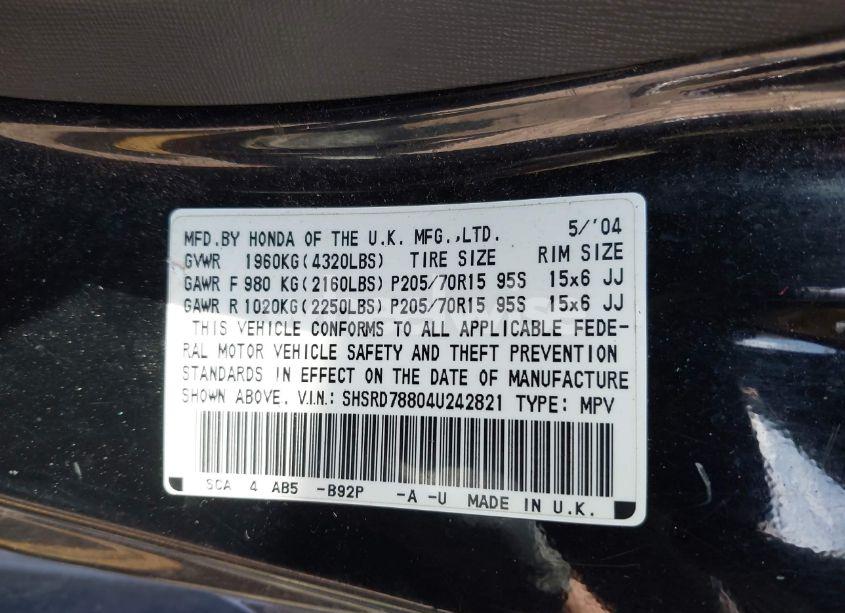 MFD.BY HONDA OF THE U.K. MFG.,LTD. 5/'04
GVWR 1960KG(4320LBS) TIRE SIZE RIM SIZE
GAWR F 980 KG(2160LBS) P205/70R15 95S 15x6 JJ
GAWR R 1020KG(2250LBS) P205/70R15 95S 15x6 JJ
THIS VEHICLE CONFORMS TO ALL APPLICABLE FEDE-
RAL MOTOR VEHICLE SAFETY AND THEFT PREVENTION
STANDARDS IN EFFECT ON THE DATE OF MANUFACTURE
SHOWN ABOVE. V.I.N.: SHSRD78804U242821 TYPE: MPV
SCA 4 AB5 -B92P -A -U MADE IN U.K.